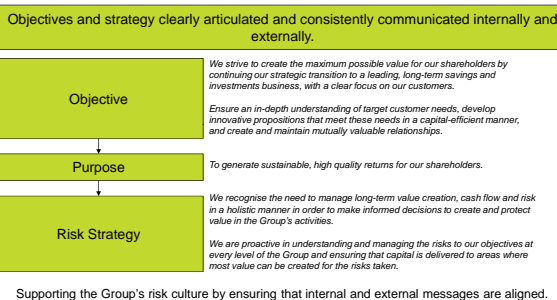 Objectives and strategy clearly articulated and consistently communicated internally and
externally.
Objective
We strive to create the maximum possible value for our shareholders by
continuing our strategic transition to a leading, long-term savings and
investments business, with a clear focus on our customers.
Ensure an in-depth understanding of target customer needs, develop
innovative propositions that meet these needs in a capital-efficient manner,
and create and maintain mutually valuable relationships.
Purpose
To generate sustainable, high quality returns for our shareholders.
Risk Strategy
We recognise the need to manage long-term value creation, cash flow and risk
in a holistic manner in order to make informed decisions to create and protect
value in the Group's activities.
We are proactive in understanding and managing the risks to our objectives at
every level of the Group and ensuring that capital is delivered to areas where
most value can be created for the risks taken.
Supporting the Group's risk culture by ensuring that internal and external messages are aligned.